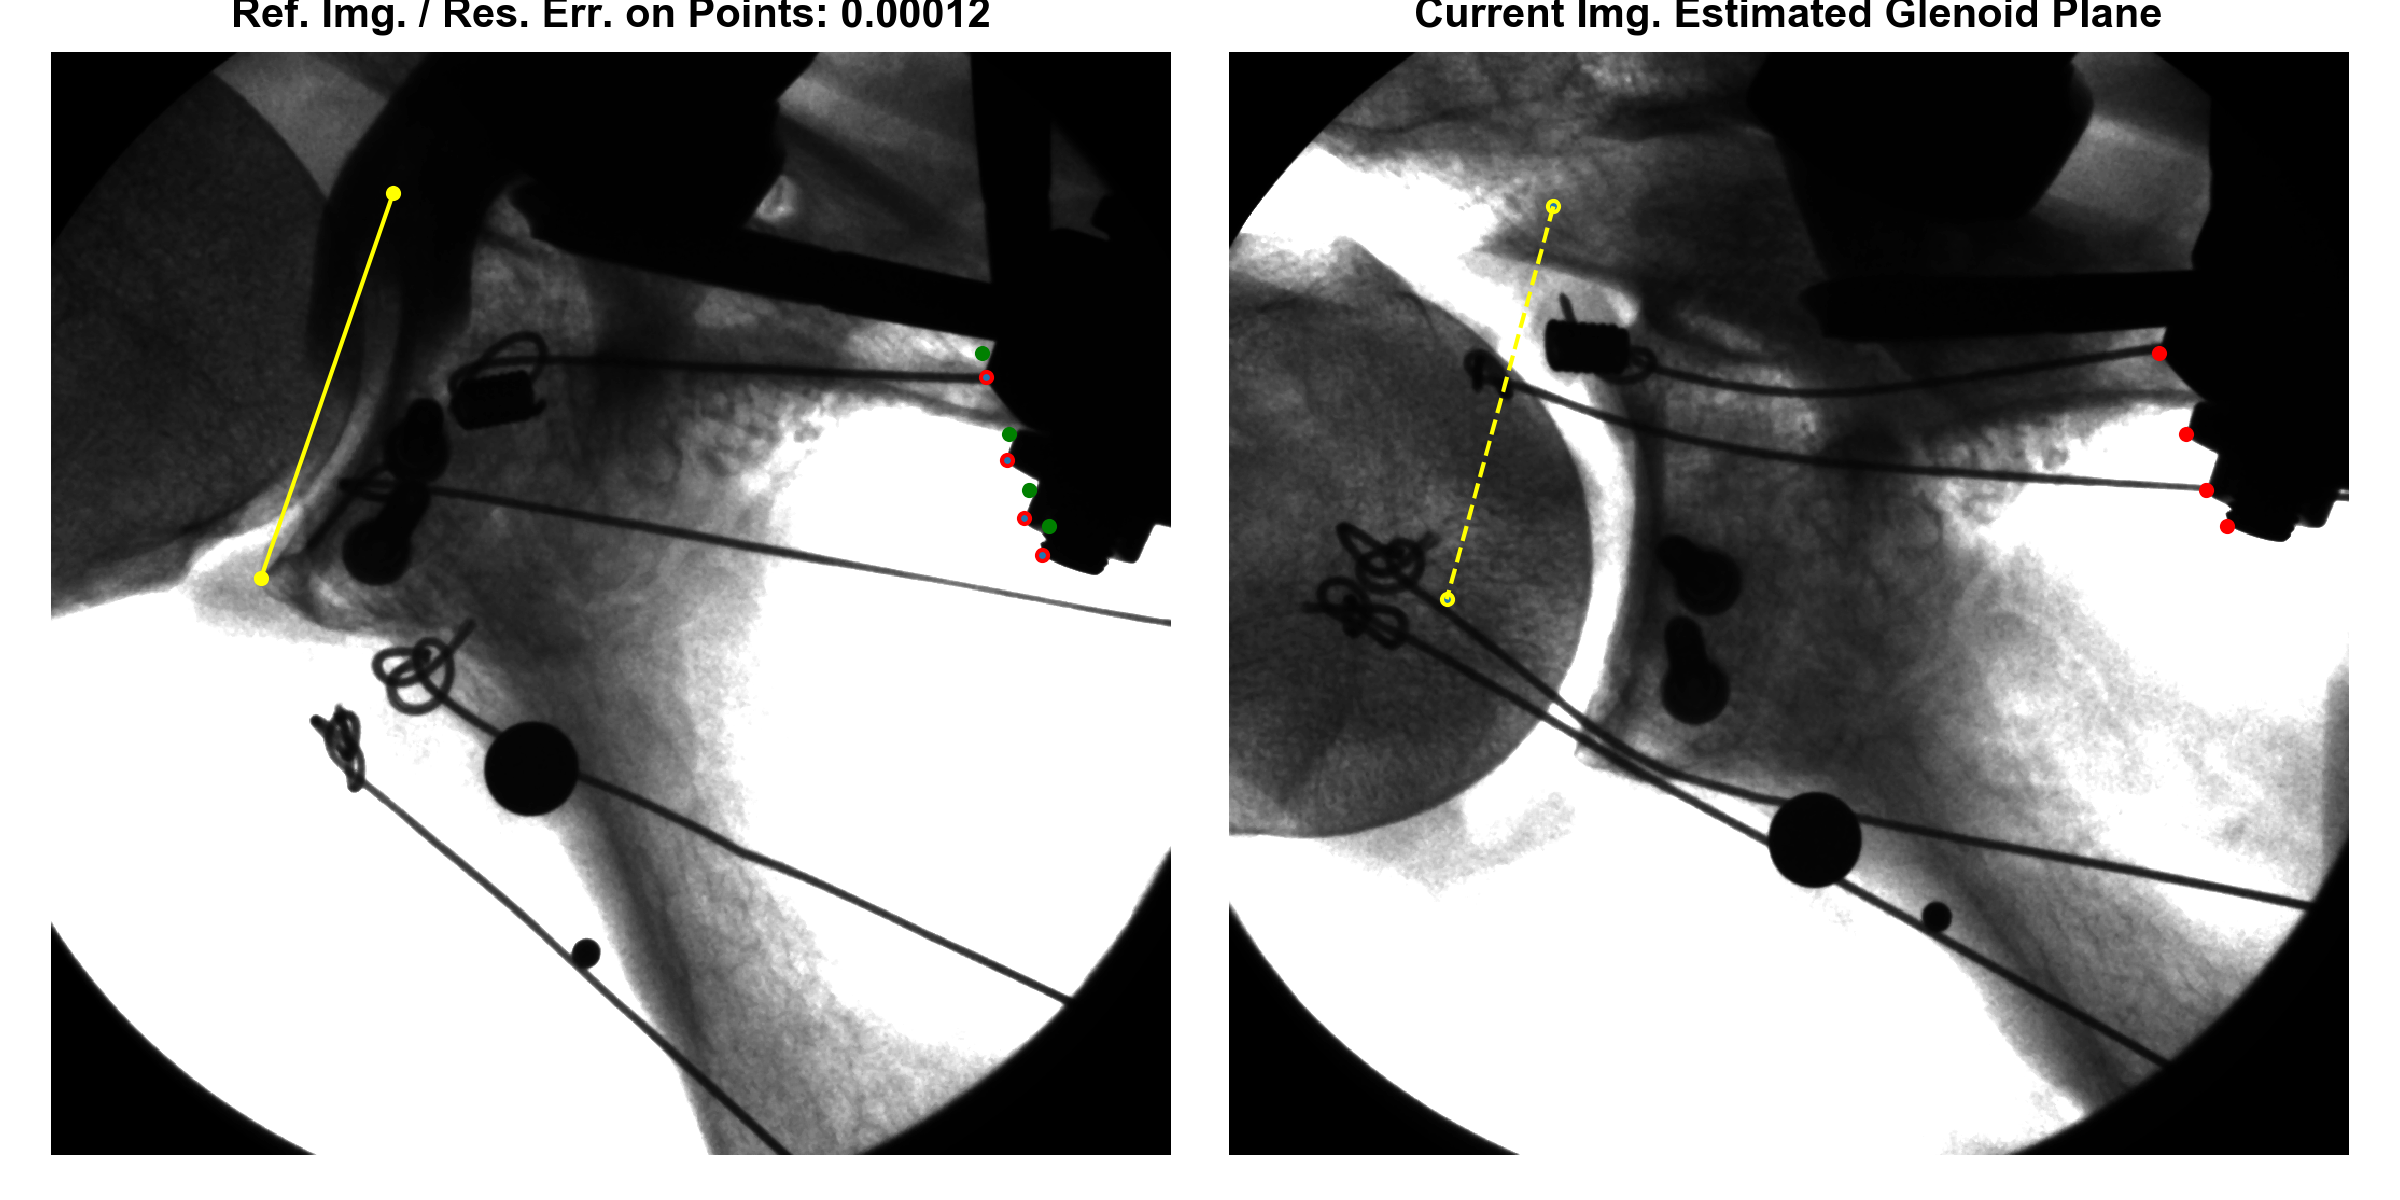 Ref. Img. / Res. Err. on Points: 0.00012
Current Img. Estimated Glenoid Plane